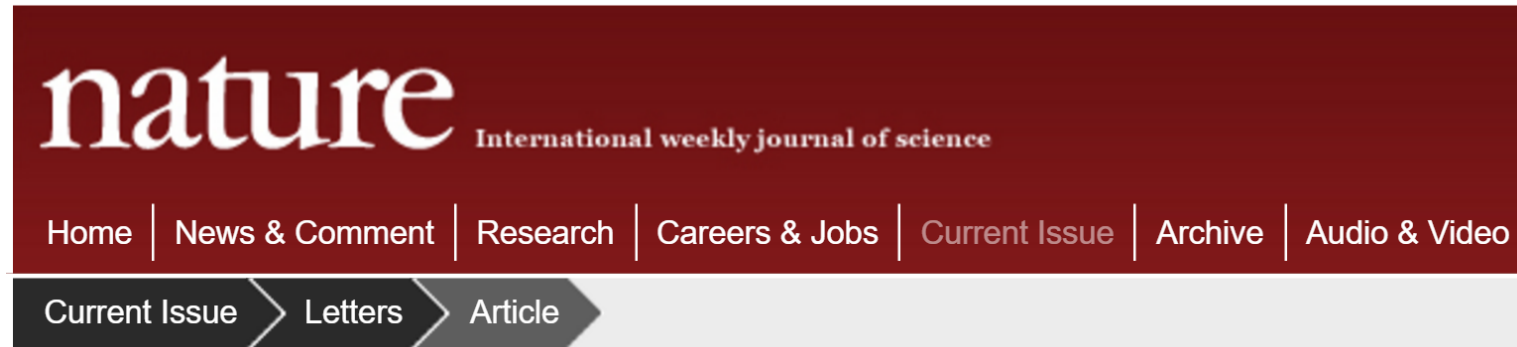 nature International weekly journal of science
Home News & Comment Research Careers & Jobs Current Issue Archive Audio & Video
Current Issue Letters Article